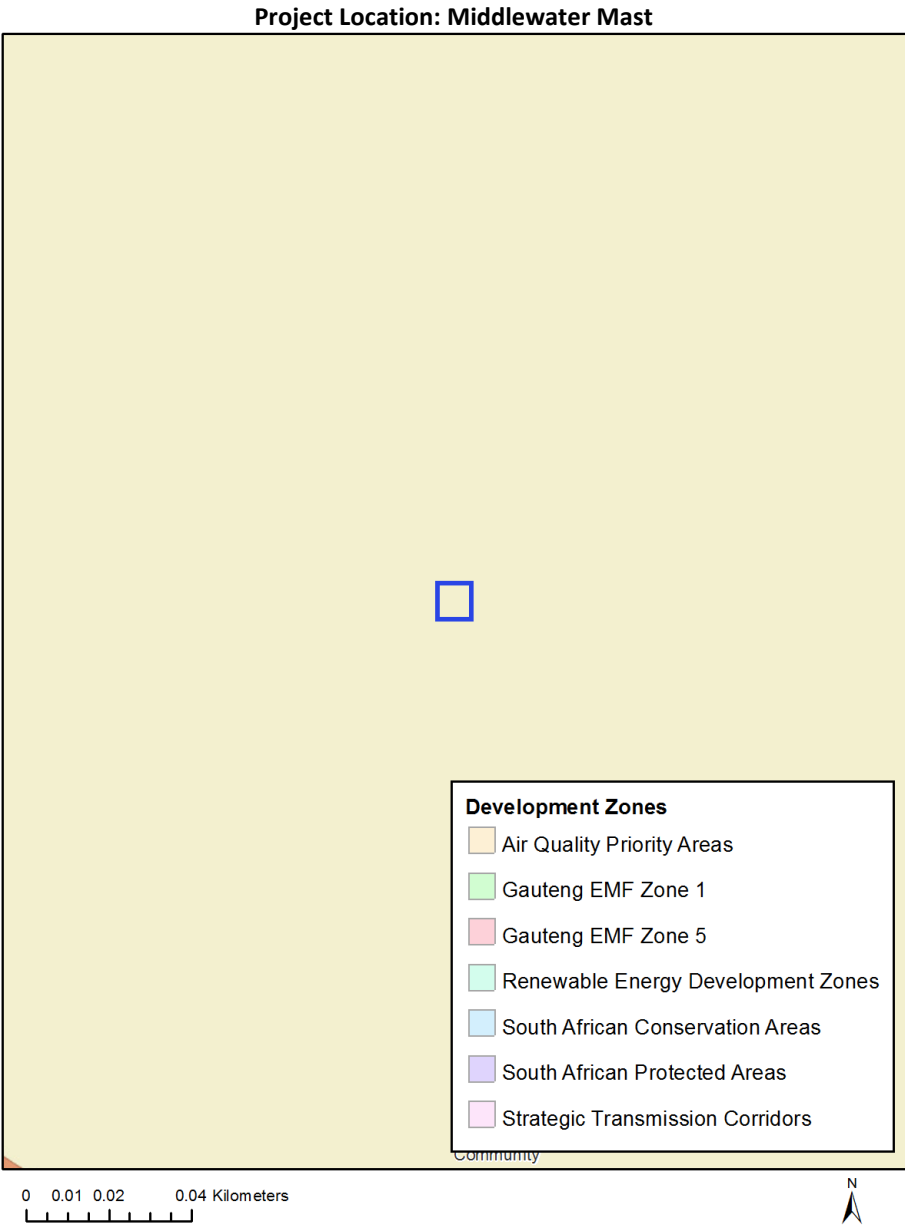 Project Location: Middlewater Mast
Development Zones
Air Quality Priority Areas
Gauteng EMF Zone 1
Gauteng EMF Zone 5
Renewable Energy Development Zones
South African Conservation Areas
South African Protected Areas
Strategic Transmission Corridors
Community
0 0.01 0.02 0.04 Kilometers
N